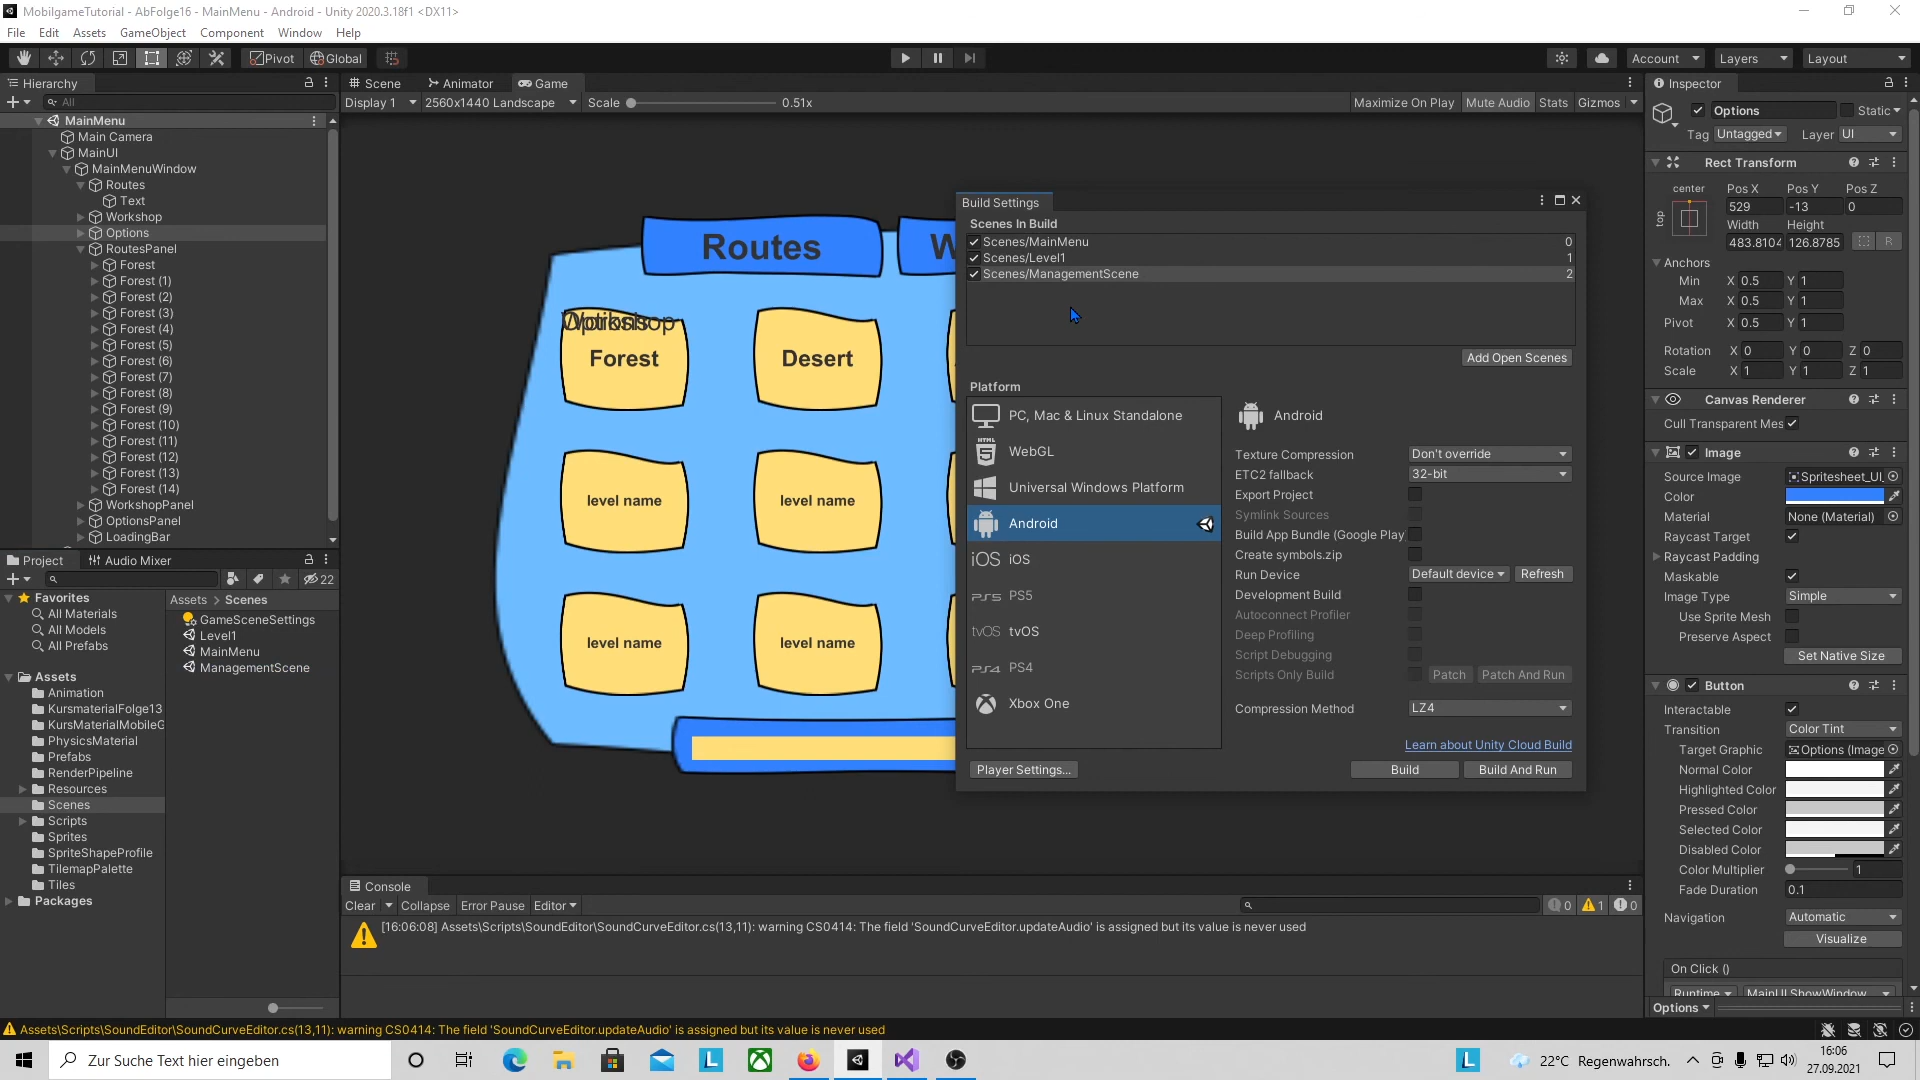 MobilgameTutorial - AbFolge16 - MainMenu - Android - Unity 2020.3.18f1 <DX11>
File Edit Assets GameObject Component Window Help
Pivot Global Account Layers Layout
Hierarchy
All
MainMenu
Main Camera
MainUI
MainMenuWindow
Routes
Text
Workshop
Options
RoutesPanel
Forest
Forest (1)
Forest (2)
Forest (3)
Forest (4)
Forest (5)
Forest (6)
Forest (7)
Forest (8)
Forest (9)
Forest (10)
Forest (11)
Forest (12)
Forest (13)
Forest (14)
WorkshopPanel
OptionsPanel
LoadingBar
Project Audio Mixer
22
Favorites
All Materials
All Models
All Prefabs
Assets
Animation
KursmaterialFolge13
KursMaterialMobileG
PhysicsMaterial
Prefabs
RenderPipeline
Resources
Scenes
Scripts
Sprites
SpriteShapeProfile
TilemapPalette
Tiles
Packages
Assets > Scenes
GameSceneSettings
Level1
MainMenu
ManagementScene
Scene Animator Game
Display 1 2560x1440 Landscape Scale 0.51x Maximize On Play Mute Audio Stats Gizmos
Routes W
Forest Desert
level name level name
level name level name
Build Settings
Scenes In Build
Scenes/MainMenu 0
Scenes/Level1 1
Scenes/ManagementScene 2
Add Open Scenes
Platform
PC, Mac & Linux Standalone
WebGL
Universal Windows Platform
Android
iOS iOS
PS5 PS5
tvOS tvOS
PS4 PS4
Xbox One
Android
Texture Compression Don't override
ETC2 fallback 32-bit
Export Project
Symlink Sources
Build App Bundle (Google Play
Create symbols.zip
Run Device Default device Refresh
Development Build
Autoconnect Profiler
Deep Profiling
Script Debugging
Scripts Only Build Patch Patch And Run
Compression Method LZ4
Learn about Unity Cloud Build
Player Settings... Build Build And Run
Console
Clear Collapse Error Pause Editor 0 1 0
[16:06:08] Assets\Scripts\SoundEditor\SoundCurveEditor.cs(13,11): warning CS0414: The field 'SoundCurveEditor.updateAudio' is assigned but its value is never used
Inspector
Options Static
Tag Untagged Layer UI
Rect Transform
center Pos X Pos Y Pos Z
top 529 -13 0
Width Height
483.8104 126.8785 R
Anchors
Min X 0.5 Y 1
Max X 0.5 Y 1
Pivot X 0.5 Y 1
Rotation X 0 Y 0 Z 0
Scale X 1 Y 1 Z 1
Canvas Renderer
Cull Transparent Mes
Image
Source Image Spritesheet_UI_
Color
Material None (Material)
Raycast Target
Raycast Padding
Maskable
Image Type Simple
Use Sprite Mesh
Preserve Aspect
Set Native Size
Button
Interactable
Transition Color Tint
Target Graphic Options (Image
Normal Color
Highlighted Color
Pressed Color
Selected Color
Disabled Color
Color Multiplier 1
Fade Duration 0.1
Navigation Automatic
Visualize
On Click ()
Runtime MainUI.ShowWindow
Options
Assets\Scripts\SoundEditor\SoundCurveEditor.cs(13,11): warning CS0414: The field 'SoundCurveEditor.updateAudio' is assigned but its value is never used
Zur Suche Text hier eingeben
22°C Regenwahrsch.
16:06
27.09.2021